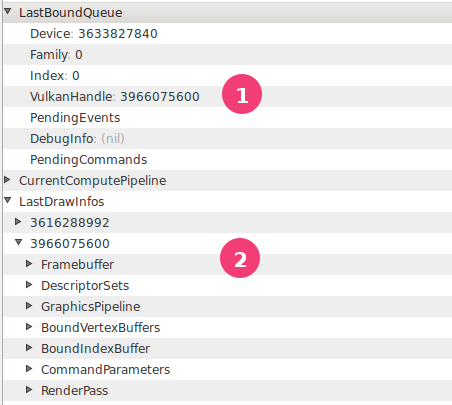 LastBoundQueue
Device: 3633827840
Family: 0
Index: 0
VulkanHandle: 3966075600
1
PendingEvents
DebugInfo: (nil)
PendingCommands
CurrentComputePipeline
LastDrawInfos
3616288992
3966075600
2
Framebuffer
DescriptorSets
GraphicsPipeline
BoundVertexBuffers
BoundIndexBuffer
CommandParameters
RenderPass